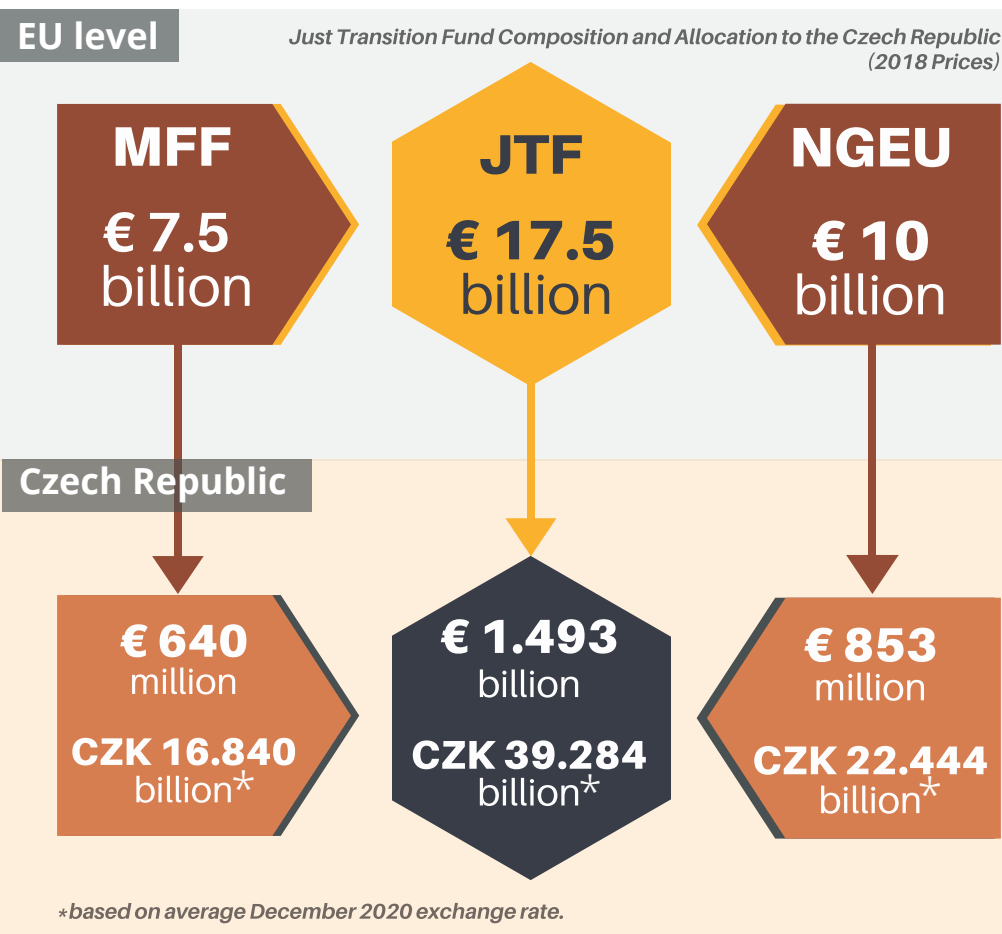 EU level
Just Transition Fund Composition and Allocation to the Czech Republic
(2018 Prices)
MFF
€ 7.5
billion
JTF
€ 17.5
billion
NGEU
€ 10
billion
Czech Republic
€ 640
million
CZK 16.840
billion*
€ 1.493
billion
CZK 39.284
billion*
€ 853
million
CZK 22.444
billion*
*based on average December 2020 exchange rate.